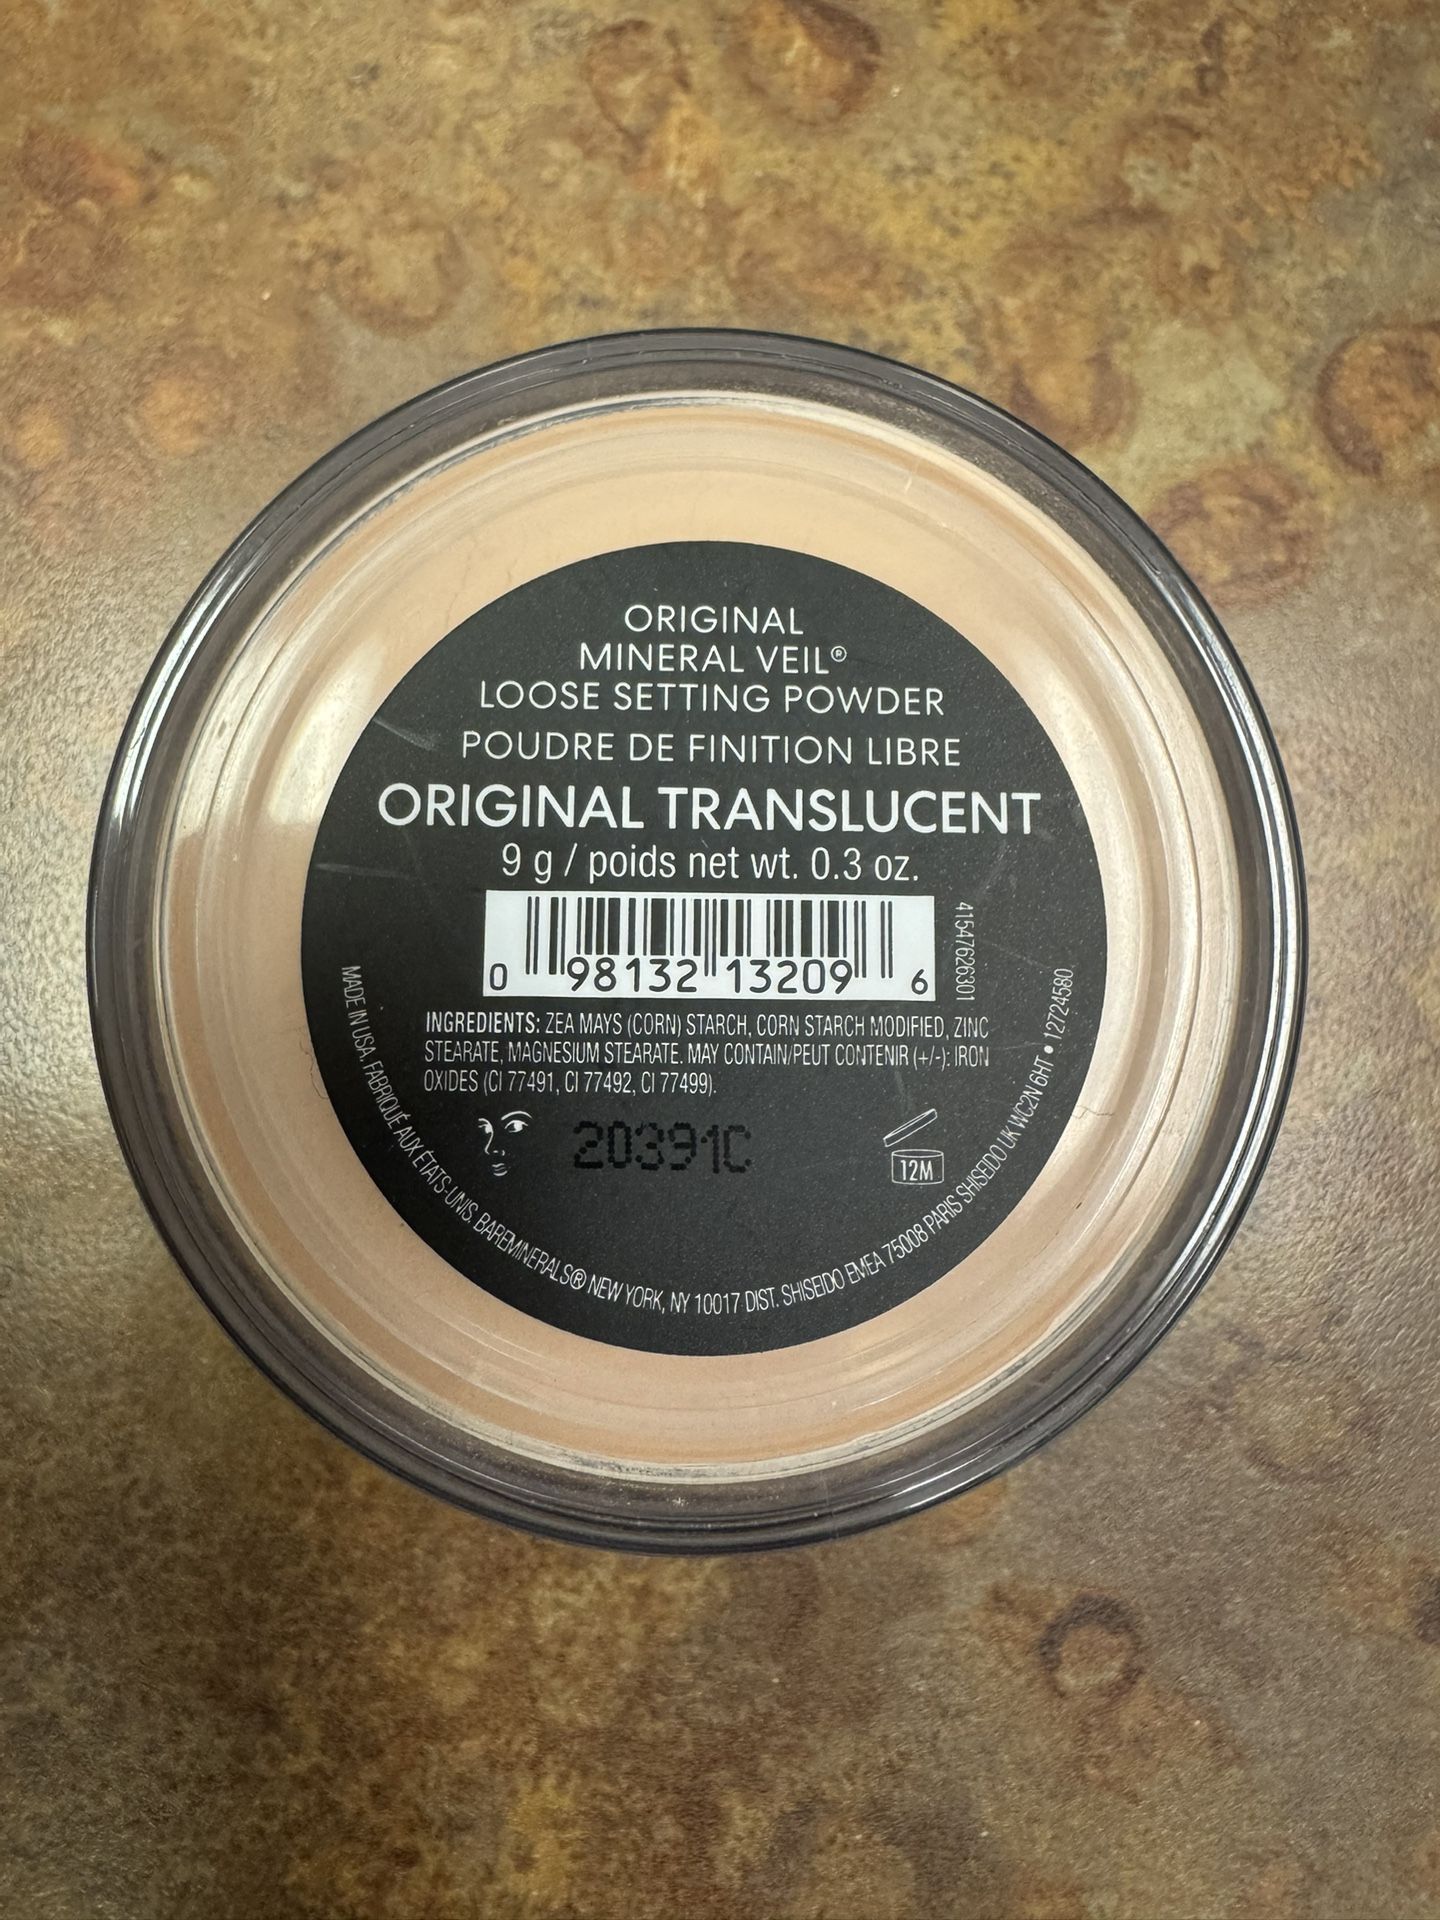 ORIGINAL
MINERAL VEIL®
LOOSE SETTING POWDER
POUDRE DE FINITION LIBRE
ORIGINAL TRANSLUCENT
9 g / poids net wt. 0.3 oz.
0 98132 13209 6
41547626301
INGREDIENTS: ZEA MAYS (CORN) STARCH, CORN STARCH MODIFIED, ZINC
STEARATE, MAGNESIUM STEARATE. MAY CONTAIN/PEUT CONTENIR (+/-): IRON
OXIDES (CI 77491, CI 77492, CI 77499).
20391C
12M
MADE IN USA. FABRIQUÉ AUX ÉTATS-UNIS. BAREMINERALS® NEW YORK, NY 10017 DIST. SHISEIDO EMEA 75008 PARIS SHISEIDO UK WC2N 6HT • 12724580